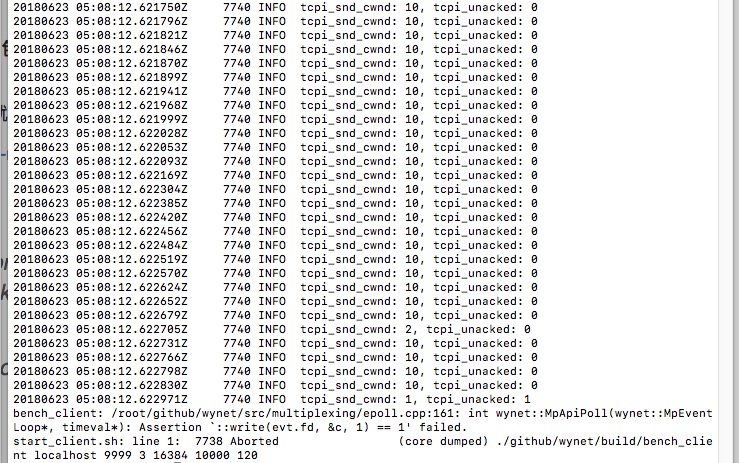 20180623 05:08:12.621750Z 7740 INFO tcpi_snd_cwnd: 10, tcpi_unacked: 0
20180623 05:08:12.621796Z 7740 INFO tcpi_snd_cwnd: 10, tcpi_unacked: 0
20180623 05:08:12.621821Z 7740 INFO tcpi_snd_cwnd: 10, tcpi_unacked: 0
20180623 05:08:12.621846Z 7740 INFO tcpi_snd_cwnd: 10, tcpi_unacked: 0
20180623 05:08:12.621870Z 7740 INFO tcpi_snd_cwnd: 10, tcpi_unacked: 0
20180623 05:08:12.621899Z 7740 INFO tcpi_snd_cwnd: 10, tcpi_unacked: 0
20180623 05:08:12.621941Z 7740 INFO tcpi_snd_cwnd: 10, tcpi_unacked: 0
20180623 05:08:12.621968Z 7740 INFO tcpi_snd_cwnd: 10, tcpi_unacked: 0
20180623 05:08:12.621999Z 7740 INFO tcpi_snd_cwnd: 10, tcpi_unacked: 0
20180623 05:08:12.622028Z 7740 INFO tcpi_snd_cwnd: 10, tcpi_unacked: 0
20180623 05:08:12.622053Z 7740 INFO tcpi_snd_cwnd: 10, tcpi_unacked: 0
20180623 05:08:12.622093Z 7740 INFO tcpi_snd_cwnd: 10, tcpi_unacked: 0
20180623 05:08:12.622169Z 7740 INFO tcpi_snd_cwnd: 10, tcpi_unacked: 0
20180623 05:08:12.622304Z 7740 INFO tcpi_snd_cwnd: 10, tcpi_unacked: 0
20180623 05:08:12.622385Z 7740 INFO tcpi_snd_cwnd: 10, tcpi_unacked: 0
20180623 05:08:12.622420Z 7740 INFO tcpi_snd_cwnd: 10, tcpi_unacked: 0
20180623 05:08:12.622456Z 7740 INFO tcpi_snd_cwnd: 10, tcpi_unacked: 0
20180623 05:08:12.622484Z 7740 INFO tcpi_snd_cwnd: 10, tcpi_unacked: 0
20180623 05:08:12.622519Z 7740 INFO tcpi_snd_cwnd: 10, tcpi_unacked: 0
20180623 05:08:12.622570Z 7740 INFO tcpi_snd_cwnd: 10, tcpi_unacked: 0
20180623 05:08:12.622624Z 7740 INFO tcpi_snd_cwnd: 10, tcpi_unacked: 0
20180623 05:08:12.622652Z 7740 INFO tcpi_snd_cwnd: 10, tcpi_unacked: 0
20180623 05:08:12.622679Z 7740 INFO tcpi_snd_cwnd: 10, tcpi_unacked: 0
20180623 05:08:12.622705Z 7740 INFO tcpi_snd_cwnd: 2, tcpi_unacked: 0
20180623 05:08:12.622731Z 7740 INFO tcpi_snd_cwnd: 10, tcpi_unacked: 0
20180623 05:08:12.622766Z 7740 INFO tcpi_snd_cwnd: 10, tcpi_unacked: 0
20180623 05:08:12.622798Z 7740 INFO tcpi_snd_cwnd: 10, tcpi_unacked: 0
20180623 05:08:12.622830Z 7740 INFO tcpi_snd_cwnd: 10, tcpi_unacked: 0
20180623 05:08:12.622971Z 7740 INFO tcpi_snd_cwnd: 1, tcpi_unacked: 1
bench_client: /root/github/wynet/src/multiplexing/epoll.cpp:161: int wynet::MpApiPoll(wynet::MpEvent
Loop*, timeval*): Assertion `::write(evt.fd, &c, 1) == 1' failed.
start_client.sh: line 1: 7738 Aborted (core dumped) ./github/wynet/build/bench_clie
nt localhost 9999 3 16384 10000 120